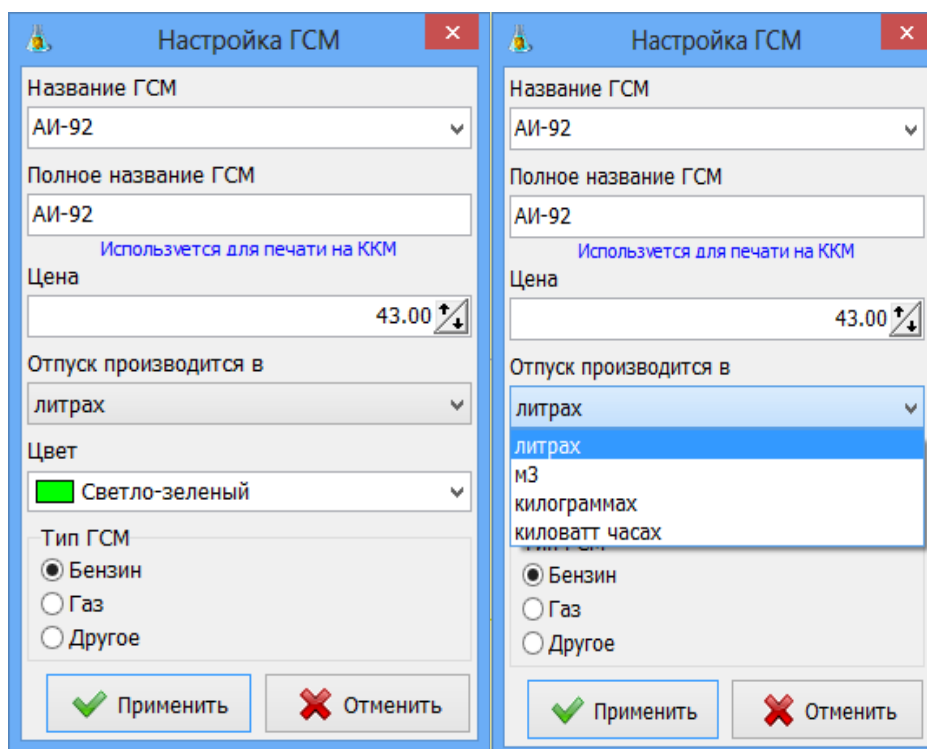 Настройка ГСМ
Название ГСМ
АИ-92
Полное название ГСМ
АИ-92
Используется для печати на ККМ
Цена
43.00
Отпуск производится в
литрах
Цвет
Светло-зеленый
Тип ГСМ
Бензин
Газ
Другое
Применить
Отменить
Настройка ГСМ
Название ГСМ
АИ-92
Полное название ГСМ
АИ-92
Используется для печати на ККМ
Цена
43.00
Отпуск производится в
литрах
литрах
м3
килограммах
киловатт часах
Тип ГСМ
Бензин
Газ
Другое
Применить
Отменить